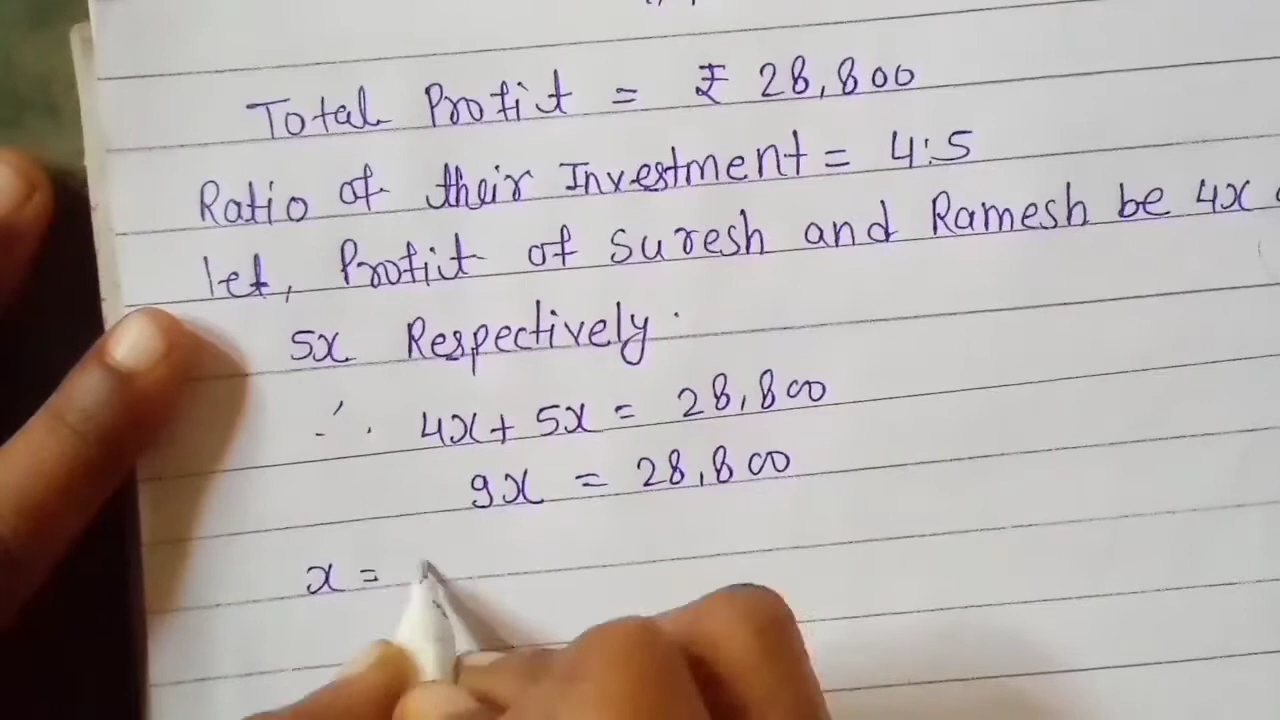 Total Profit = ₹ 28,800
Ratio of their Investment = 4:5
let, Profit of Suresh and Ramesh be 4x
5x Respectively.
∴ 4x + 5x = 28,800
9x = 28,800
x =